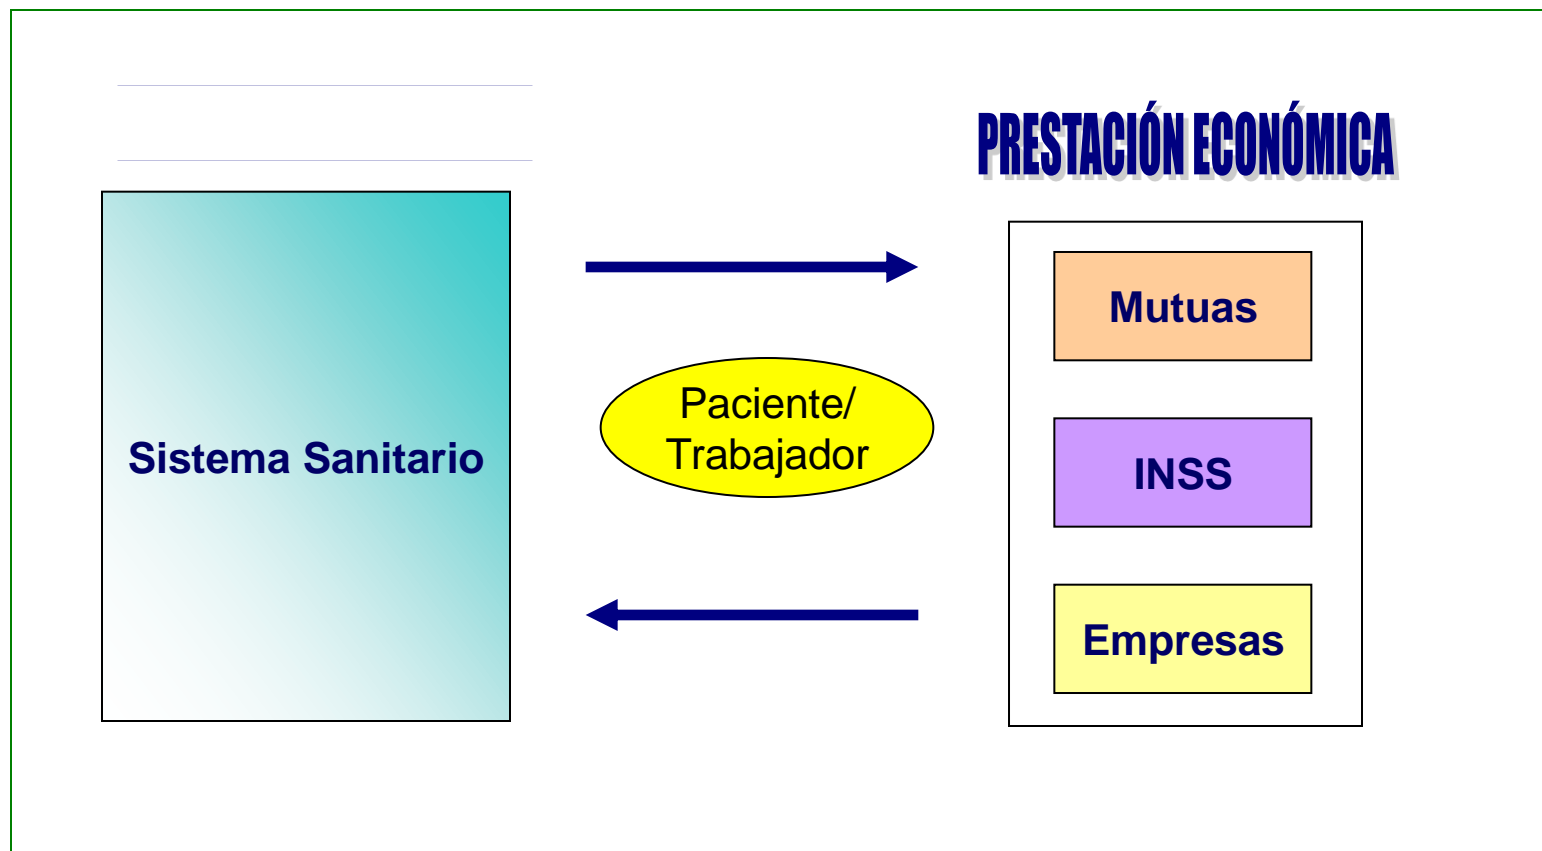 PRESTACIÓN ECONÓMICA
Sistema Sanitario
Paciente/
Trabajador
Mutuas
INSS
Empresas